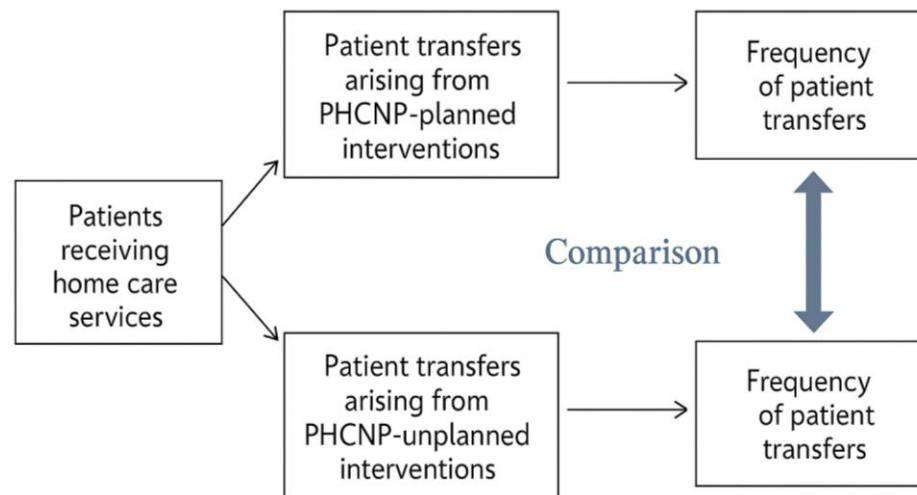 Patient transfers
arising from
PHCNP-planned
interventions
Frequency
of patient
transfers
Patients
receiving
home care
services
Comparison
Patient transfers
arising from
PHCNP-unplanned
interventions
Frequency
of patient
transfers